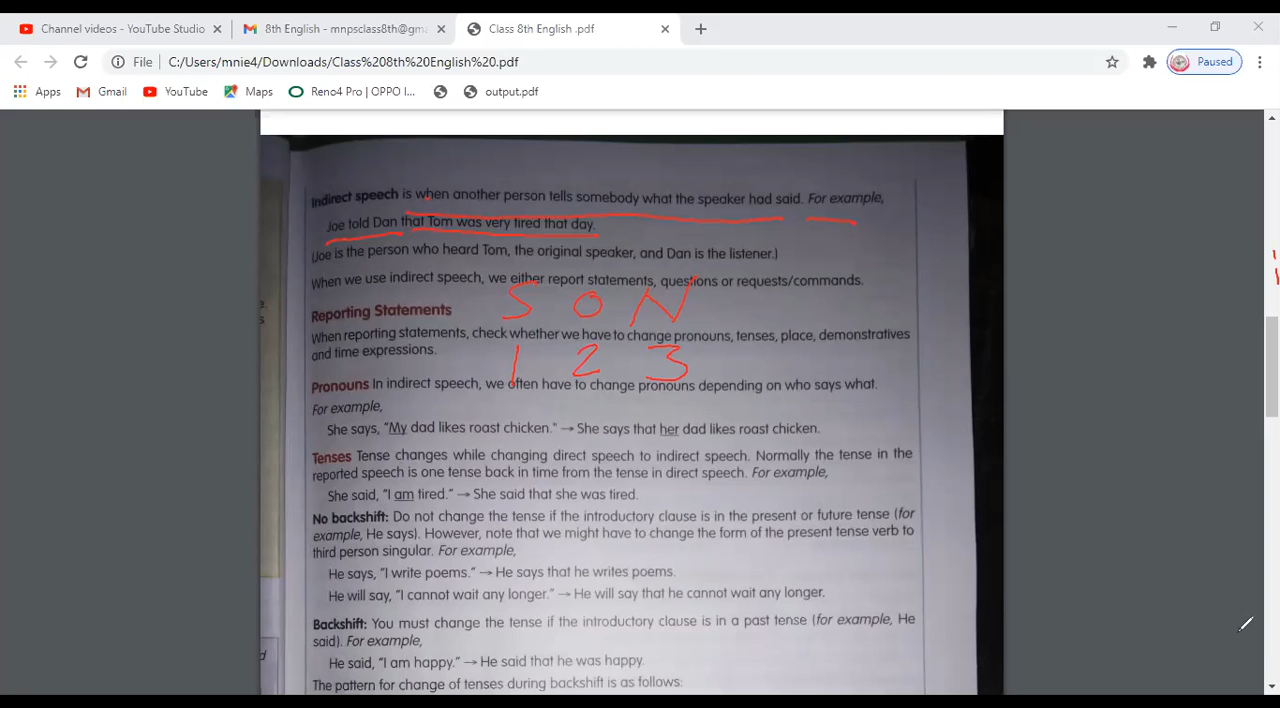 Channel videos - YouTube Studio
8th English - mnpsclass8th@gma
Class 8th English .pdf
File C:/Users/mnie4/Downloads/Class%208th%20English%20.pdf
Paused
Apps Gmail YouTube Maps Reno4 Pro | OPPO I... output.pdf
Indirect speech is when another person tells somebody what the speaker had said. For example,
Joe told Dan that Tom was very tired that day.
(Joe is the person who heard Tom, the original speaker, and Dan is the listener.)
When we use indirect speech, we either report statements, questions or requests/commands.
S O N
Reporting Statements
When reporting statements, check whether we have to change pronouns, tenses, place, demonstratives
and time expressions.
1 2 3
Pronouns In indirect speech, we often have to change pronouns depending on who says what.
For example,
She says, "My dad likes roast chicken." → She says that her dad likes roast chicken.
Tenses Tense changes while changing direct speech to indirect speech. Normally the tense in the
reported speech is one tense back in time from the tense in direct speech. For example,
She said, "I am tired." → She said that she was tired.
No backshift: Do not change the tense if the introductory clause is in the present or future tense (for
example, He says). However, note that we might have to change the form of the present tense verb to
third person singular. For example,
He says, "I write poems." → He says that he writes poems.
He will say, "I cannot wait any longer." → He will say that he cannot wait any longer.
Backshift: You must change the tense if the introductory clause is in a past tense (for example, He
said). For example,
He said, "I am happy." → He said that he was happy.
The pattern for change of tenses during backshift is as follows: